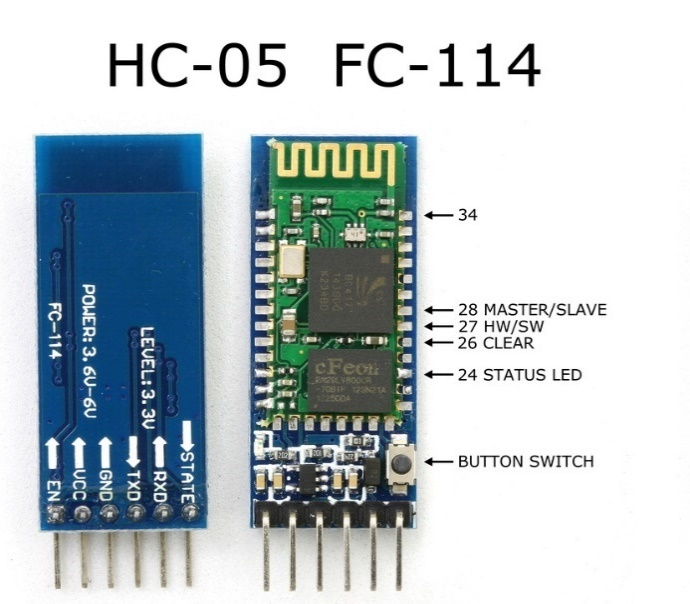 HC-05 FC-114
34
28 MASTER/SLAVE
27 HW/SW
26 CLEAR
24 STATUS LED
BUTTON SWITCH
FC-114
POWER:3.6V-6V
LEVEL:3.3V
EN
VCC
GND
TXD
RXD
STATE
cFeon